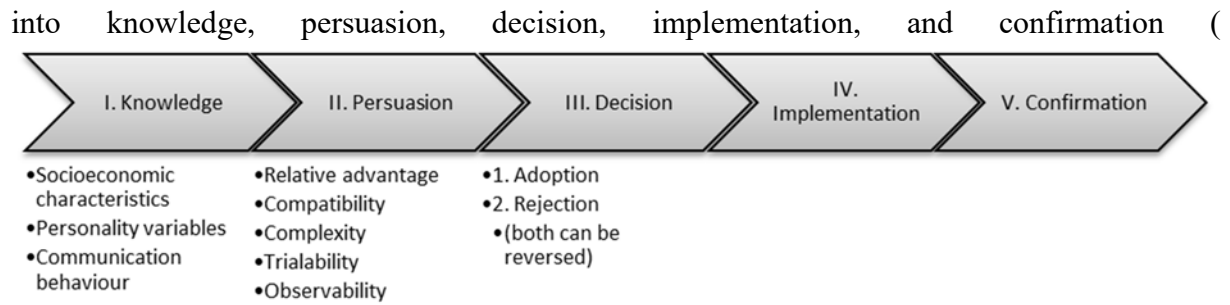 into knowledge, persuasion, decision, implementation, and confirmation (
I. Knowledge
II. Persuasion
III. Decision
IV.
Implementation
V. Confirmation
•Socioeconomic
characteristics
•Personality variables
•Communication
behaviour
•Relative advantage
•Compatibility
•Complexity
•Trialability
•Observability
•1. Adoption
•2. Rejection
•(both can be
reversed)